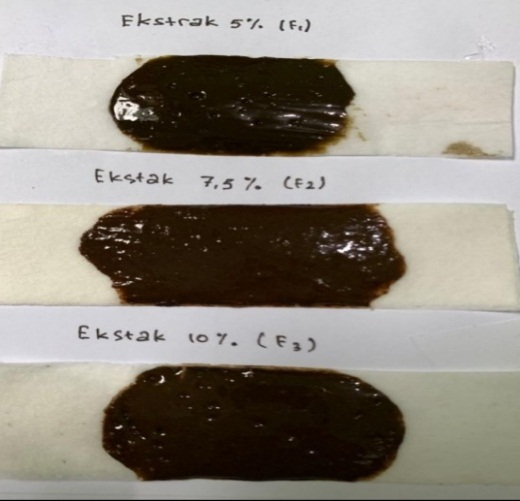 Ekstrak 5% (F1)
Ekstak 7,5% (F2)
Ekstak 10%. (F3)